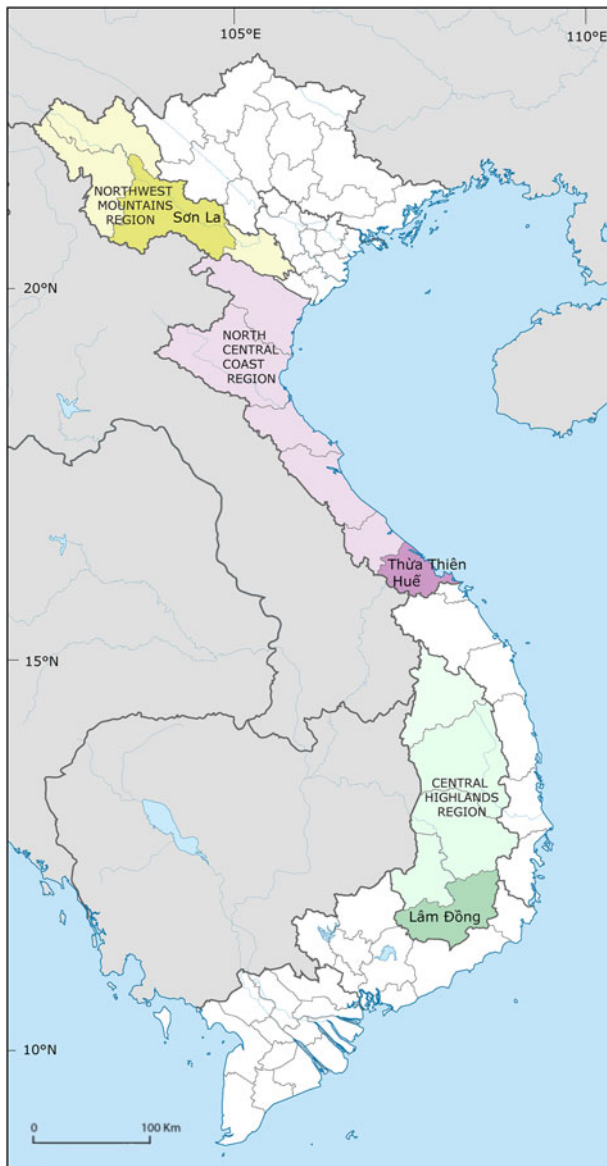 105°E
110°E
NORTHWEST
MOUNTAINS
REGION
Sơn La
20°N
NORTH
CENTRAL
COAST
REGION
Thừa Thiên
Huế
15°N
CENTRAL
HIGHLANDS
REGION
Lâm Đồng
10°N
0
100 Km